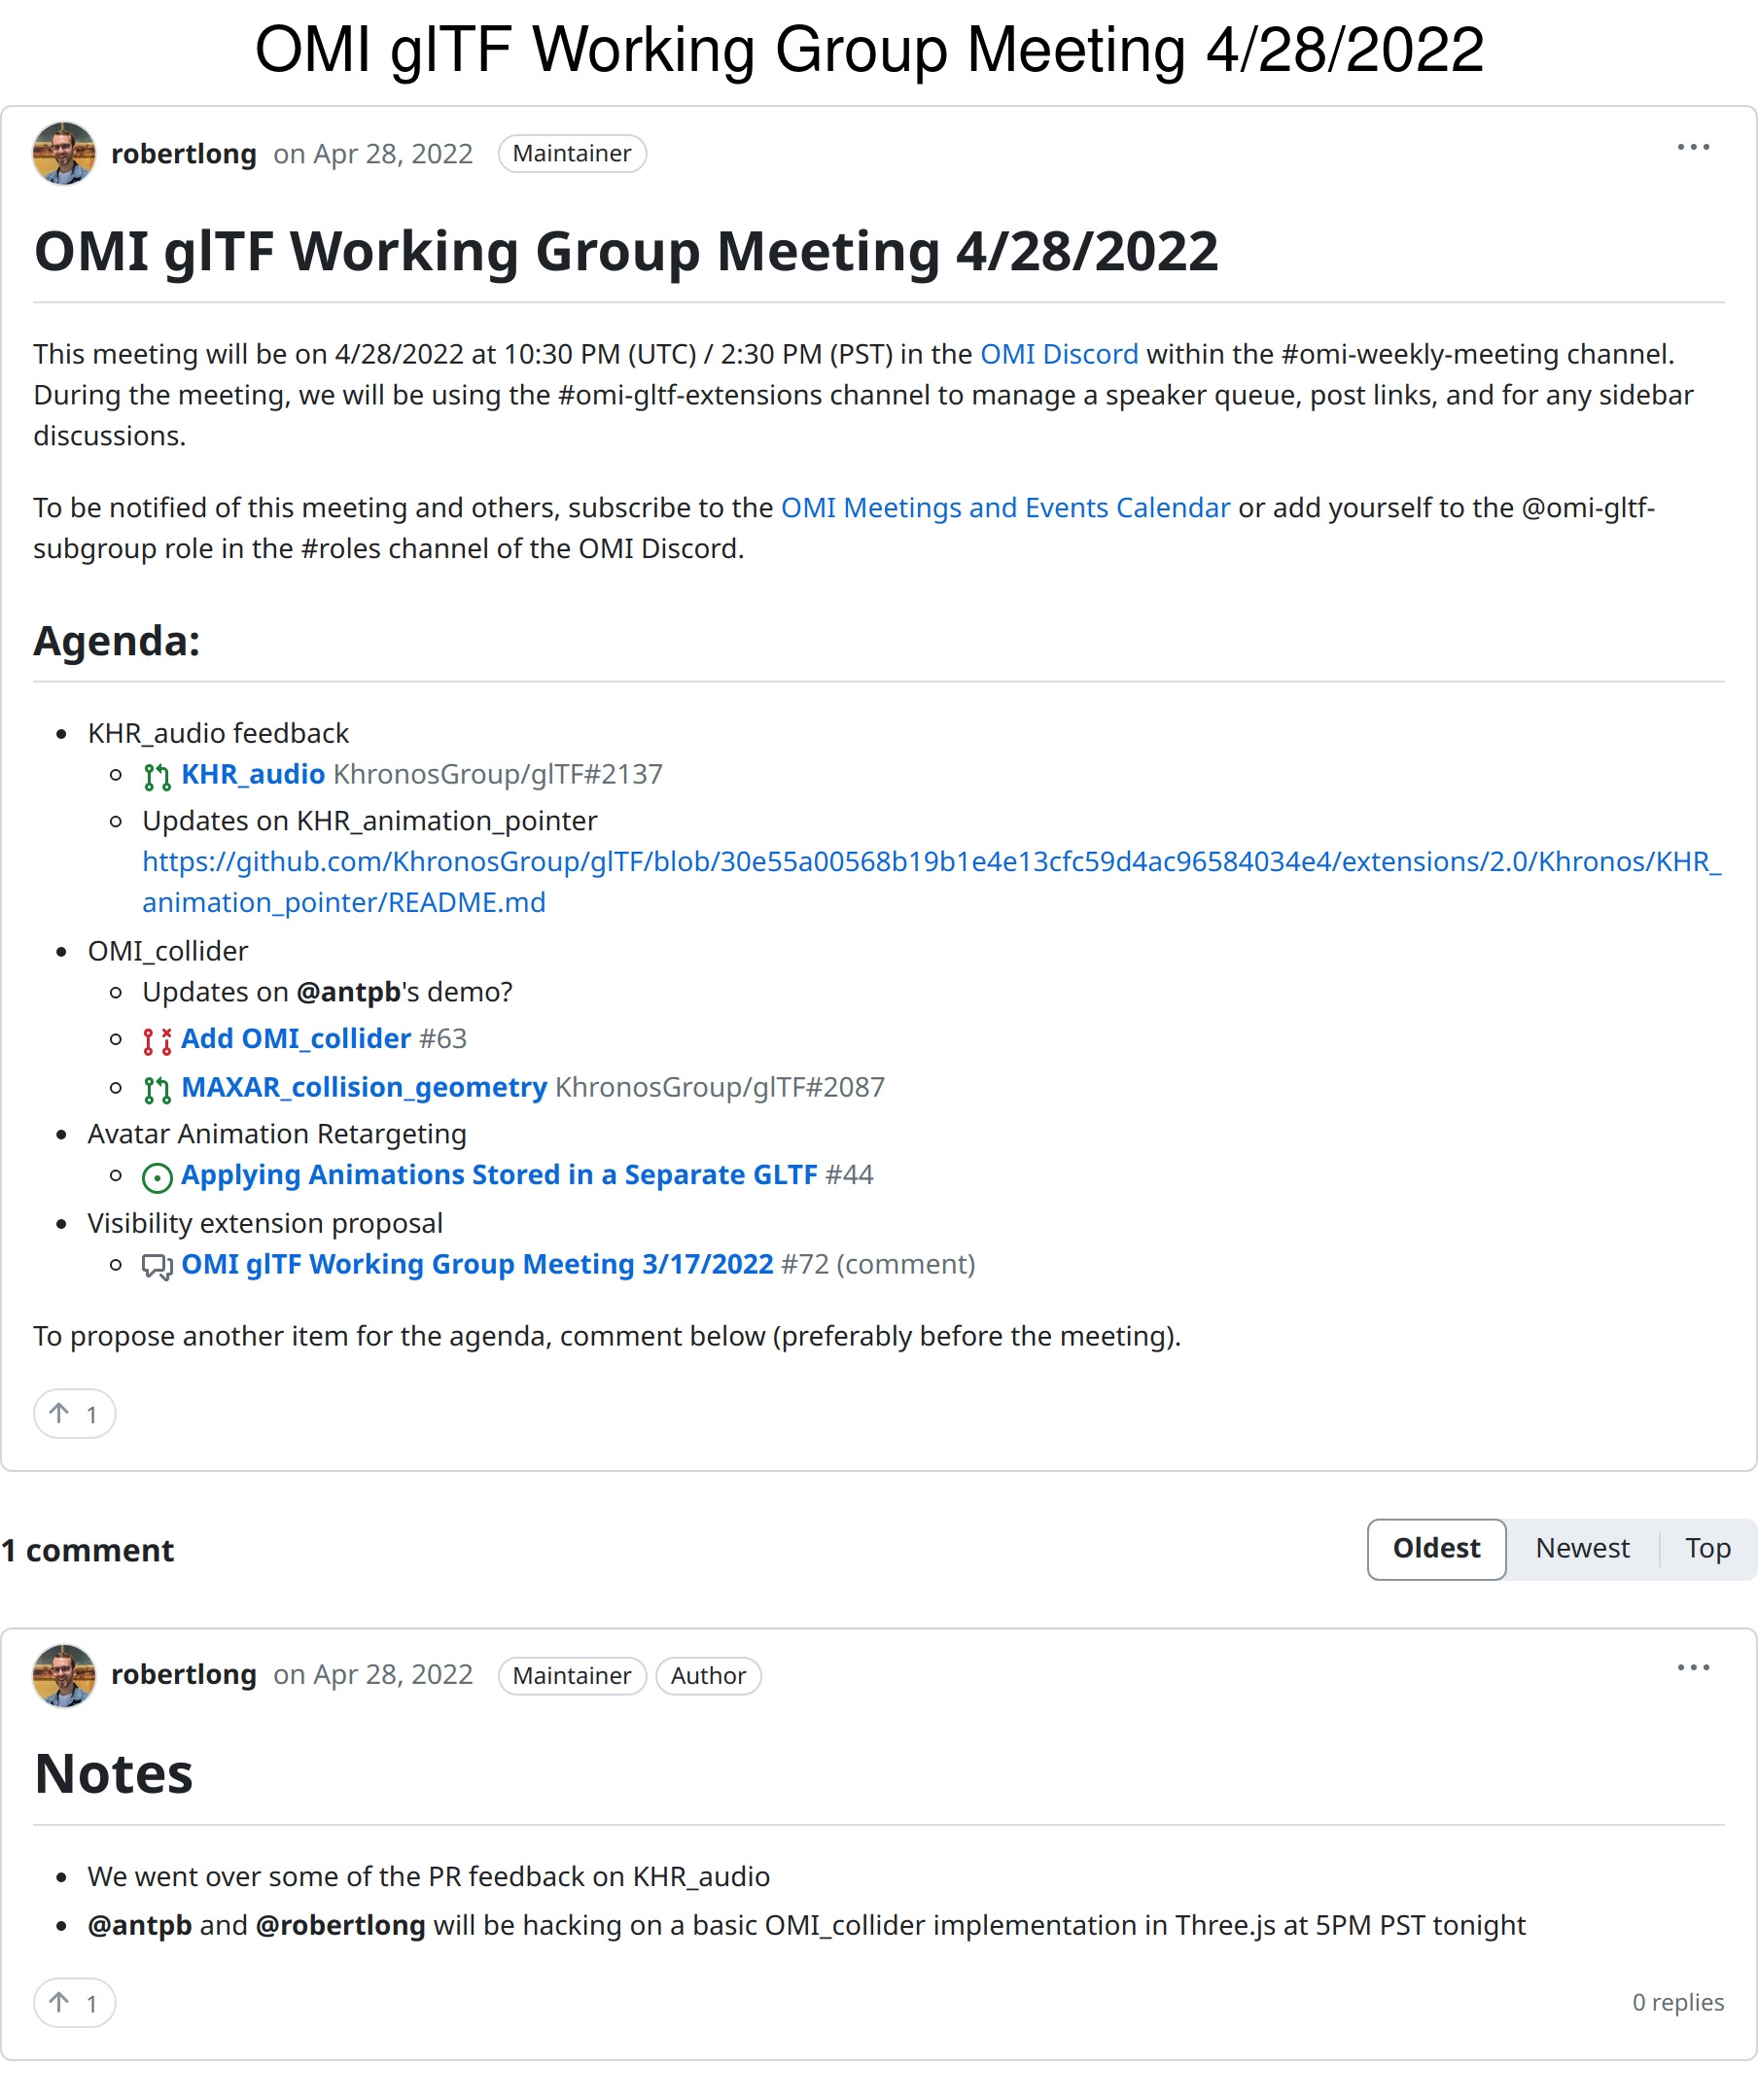 OMI glTF Working Group Meeting 4/28/2022
robertlong on Apr 28, 2022 Maintainer
OMI glTF Working Group Meeting 4/28/2022
This meeting will be on 4/28/2022 at 10:30 PM (UTC) / 2:30 PM (PST) in the OMI Discord within the #omi-weekly-meeting channel.
During the meeting, we will be using the #omi-gltf-extensions channel to manage a speaker queue, post links, and for any sidebar
discussions.
To be notified of this meeting and others, subscribe to the OMI Meetings and Events Calendar or add yourself to the @omi-gltf-
subgroup role in the #roles channel of the OMI Discord.
Agenda:
KHR_audio feedback
KHR_audio KhronosGroup/glTF#2137
Updates on KHR_animation_pointer
https://github.com/KhronosGroup/glTF/blob/30e55a00568b19b1e4e13cfc59d4ac96584034e4/extensions/2.0/Khronos/KHR_
animation_pointer/README.md
OMI_collider
Updates on @antpb's demo?
Add OMI_collider #63
MAXAR_collision_geometry KhronosGroup/glTF#2087
Avatar Animation Retargeting
Applying Animations Stored in a Separate GLTF #44
Visibility extension proposal
OMI glTF Working Group Meeting 3/17/2022 #72 (comment)
To propose another item for the agenda, comment below (preferably before the meeting).
1
1 comment
Oldest Newest Top
robertlong on Apr 28, 2022 Maintainer Author
Notes
We went over some of the PR feedback on KHR_audio
@antpb and @robertlong will be hacking on a basic OMI_collider implementation in Three.js at 5PM PST tonight
1
0 replies